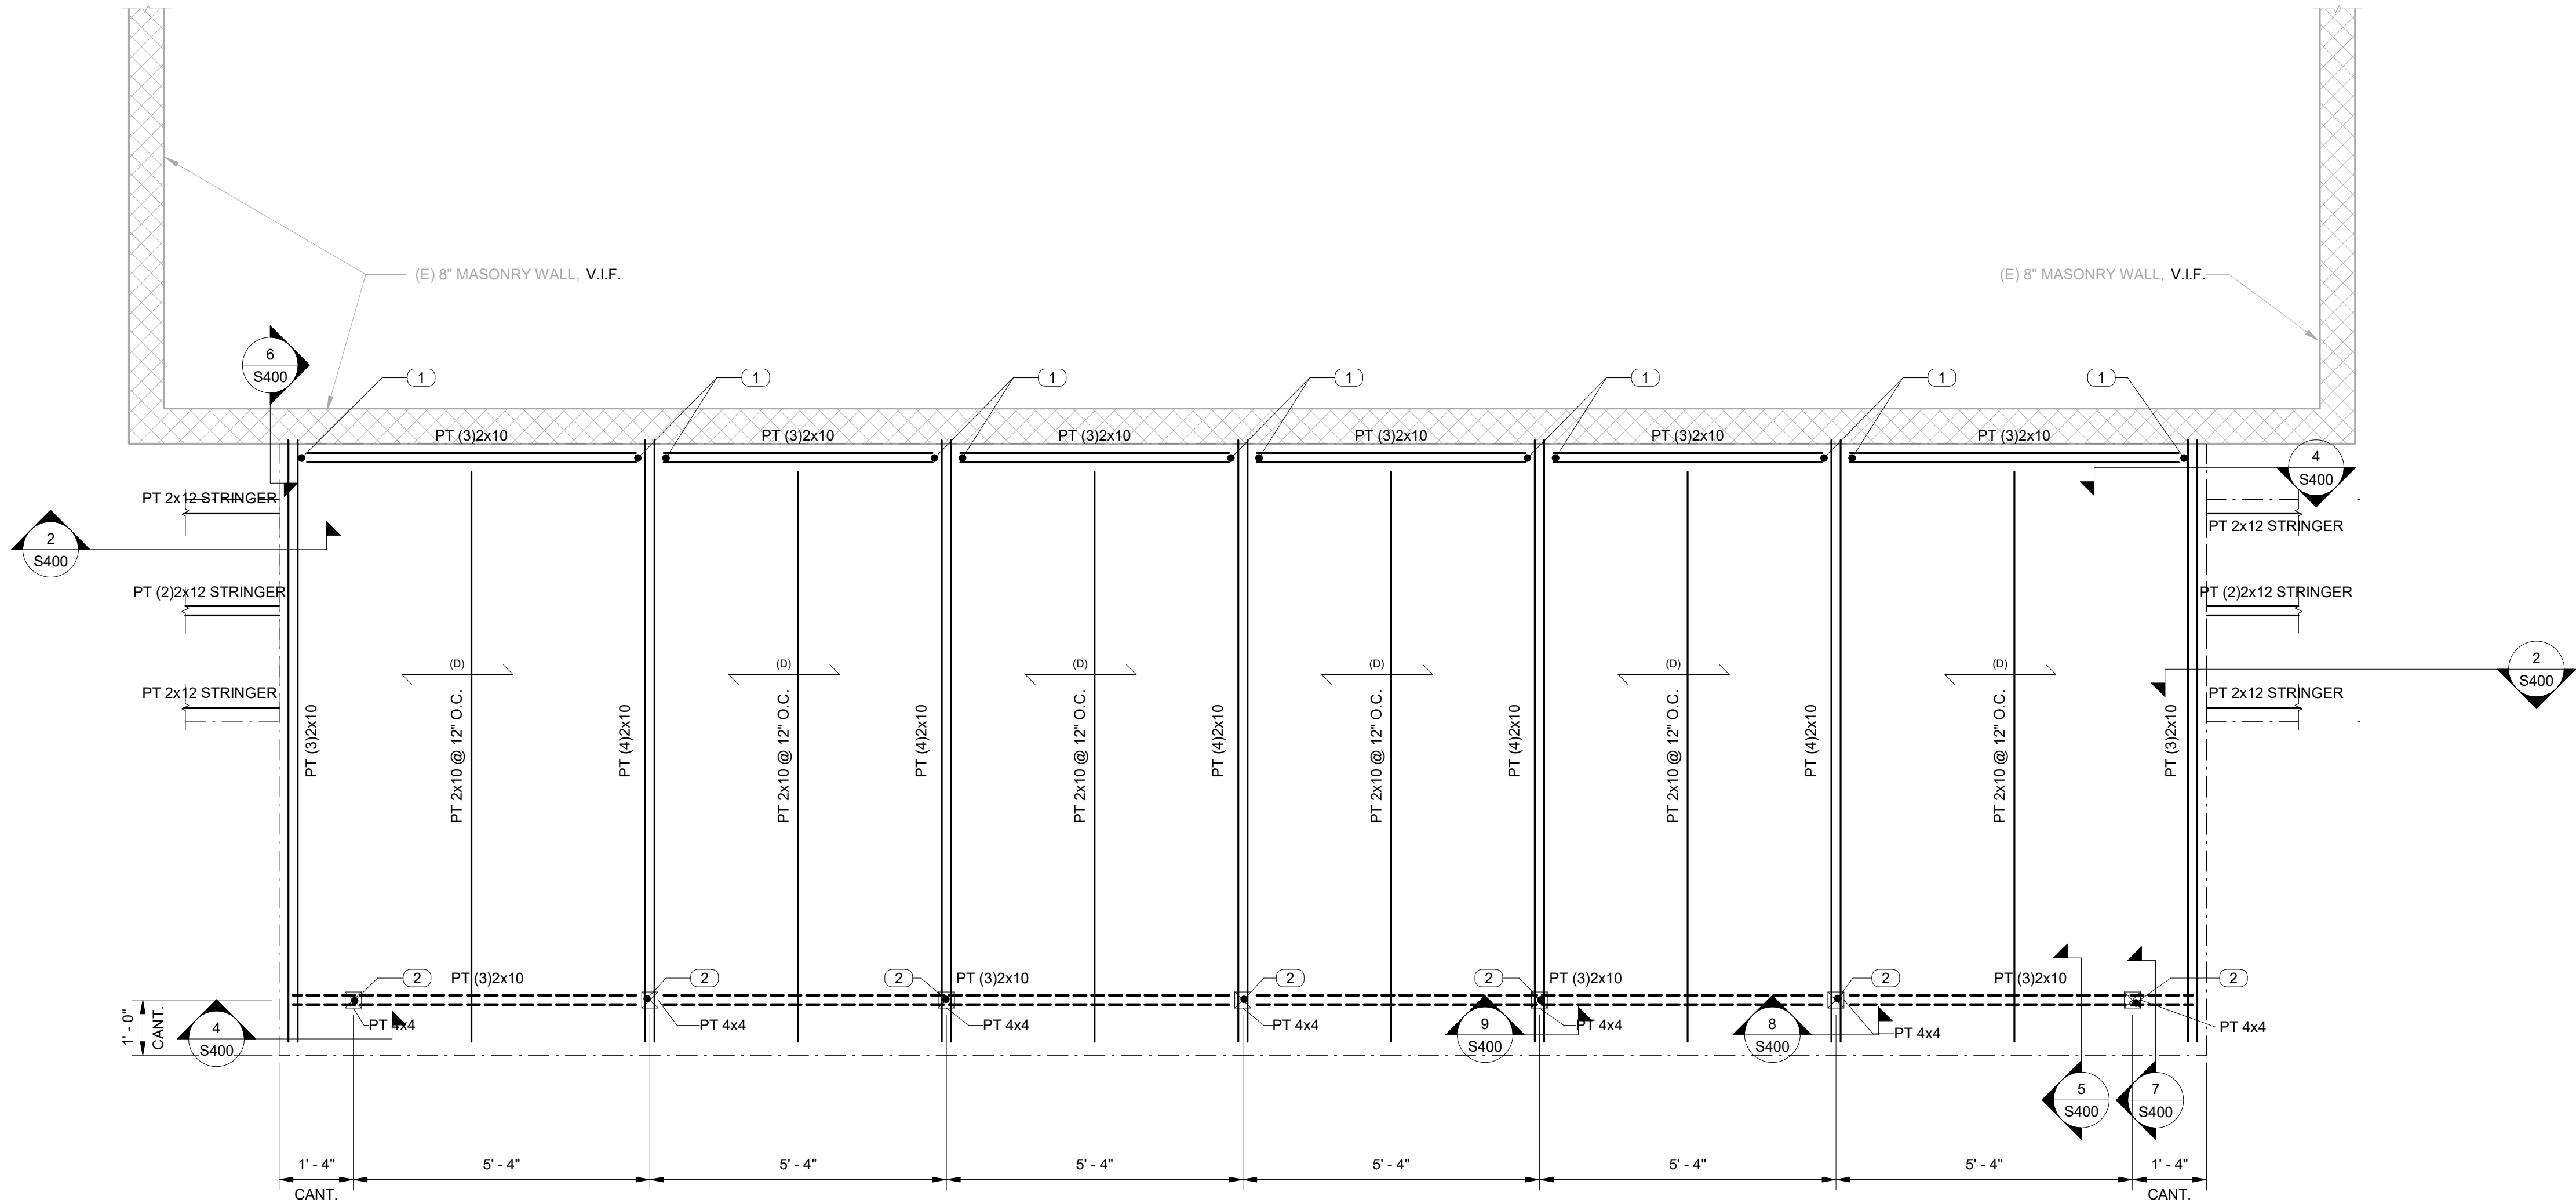 (E) 8" MASONRY WALL, V.I.F.
(E) 8" MASONRY WALL, V.I.F.
6
S400
1
1
1
1
1
1
1
PT (3)2x10
PT (3)2x10
PT (3)2x10
PT (3)2x10
PT (3)2x10
PT (3)2x10
4
S400
PT 2x12 STRINGER
PT 2x12 STRINGER
2
S400
PT (2)2x12 STRINGER
PT (2)2x12 STRINGER
(D)
(D)
(D)
(D)
(D)
(D)
2
S400
PT 2x12 STRINGER
PT 2x12 STRINGER
PT (3)2x10
PT 2x10 @ 12" O.C.
PT (4)2x10
PT 2x10 @ 12" O.C.
PT (4)2x10
PT 2x10 @ 12" O.C.
PT (4)2x10
PT 2x10 @ 12" O.C.
PT (4)2x10
PT 2x10 @ 12" O.C.
PT (4)2x10
PT 2x10 @ 12" O.C.
PT (3)2x10
2
PT (3)2x10
2
2
PT (3)2x10
2
2
PT (3)2x10
2
PT (3)2x10
2
1' - 0"
CANT.
4
S400
PT 4x4
PT 4x4
PT 4x4
PT 4x4
9
S400
PT 4x4
8
S400
PT 4x4
PT 4x4
5
S400
7
S400
1' - 4"
5' - 4"
5' - 4"
5' - 4"
5' - 4"
5' - 4"
5' - 4"
1' - 4"
CANT.
CANT.